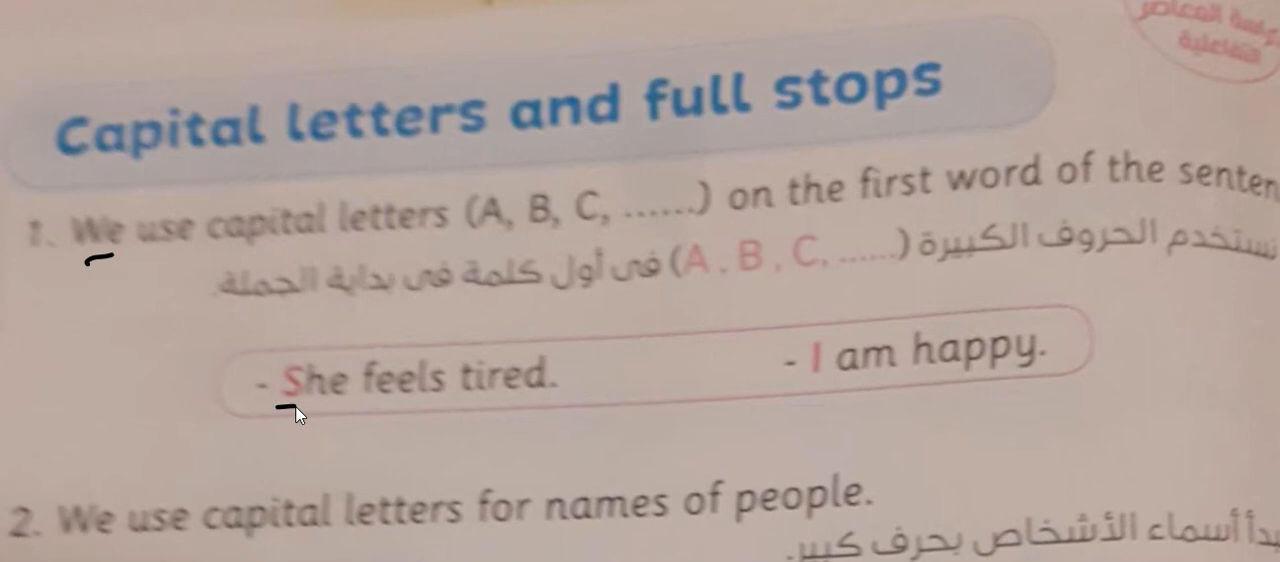 Capital letters and full stops
1. We use capital letters (A, B, C, ......) on the first word of the senten
نستخدم الحروف الكبيرة (A , B , C, ......) فى أول كلمة فى بداية الجملة.
- She feels tired. - I am happy.
2. We use capital letters for names of people.
أسماء الأشخاص بحرف كبير.